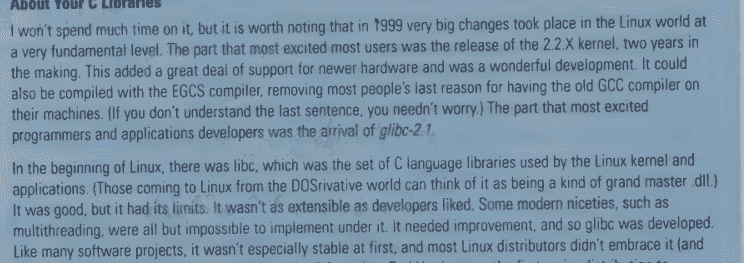 About Your C Libraries
I won't spend much time on it, but it is worth noting that in 1999 very big changes took place in the Linux world at
a very fundamental level. The part that most excited most users was the release of the 2.2.X kernel, two years in
the making. This added a great deal of support for newer hardware and was a wonderful development. It could
also be compiled with the EGCS compiler, removing most people's last reason for having the old GCC compiler on
their machines. (If you don't understand the last sentence, you needn't worry.) The part that most excited
programmers and applications developers was the arrival of glibc-2.1.
In the beginning of Linux, there was libc, which was the set of C language libraries used by the Linux kernel and
applications. (Those coming to Linux from the DOSrivative world can think of it as being a kind of grand master .dll.)
It was good, but it had its limits. It wasn't as extensible as developers liked. Some modern niceties, such as
multithreading, were all but impossible to implement under it. It needed improvement, and so glibc was developed.
Like many software projects, it wasn't especially stable at first, and most Linux distributors didn't embrace it (and